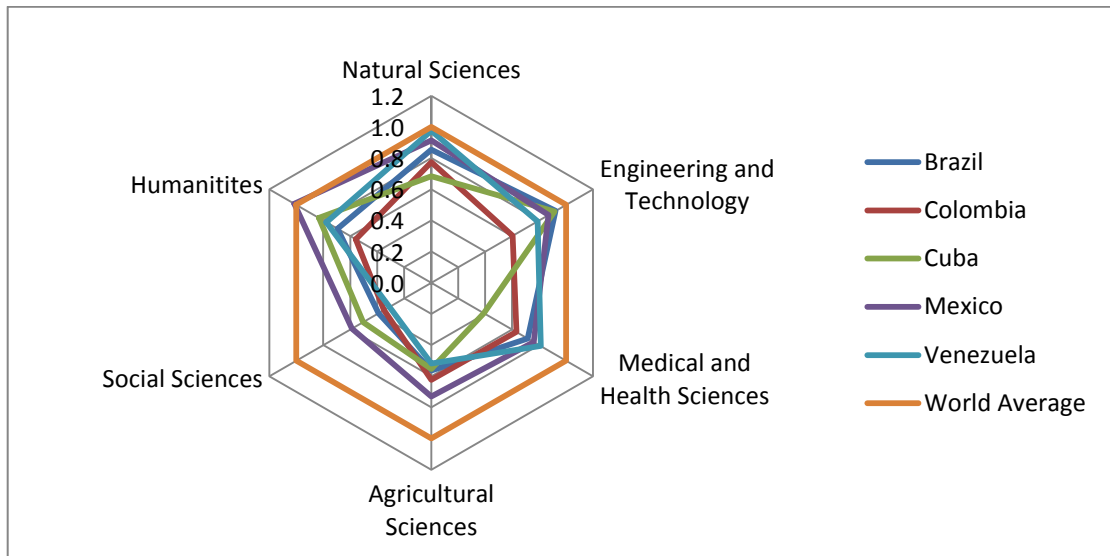 Natural Sciences
1.2
1.0
0.8
0.6
0.4
0.2
0.0
Engineering and
Technology
Medical and
Health Sciences
Agricultural
Sciences
Social Sciences
Humanitites
Brazil
Colombia
Cuba
Mexico
Venezuela
World Average